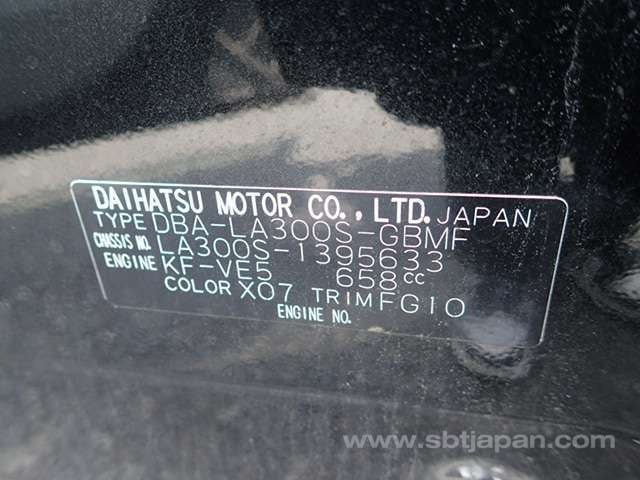 DAIHATSU MOTOR CO., LTD. JAPAN
TYPE DBA-LA300S-GBMF
CHASSIS NO. LA300S-1395633
ENGINE KF-VE5 658cc
COLOR X07 TRIM FG10
ENGINE NO.
www.sbtjapan.com